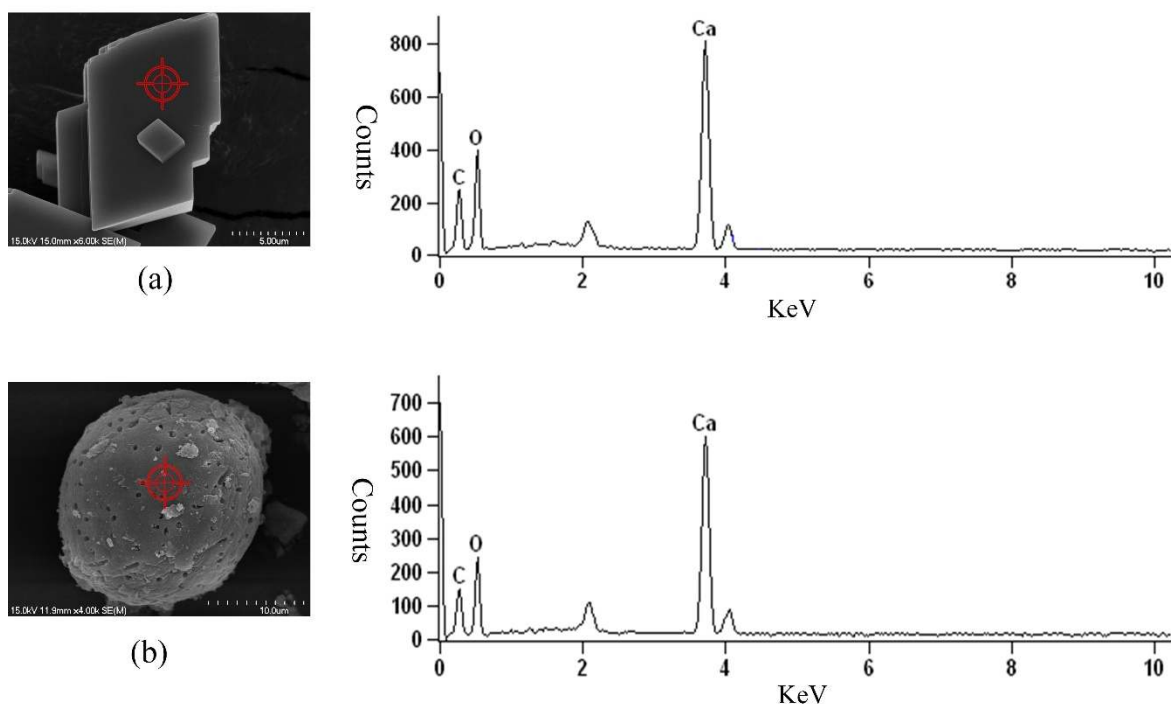 800
600
400
200
0
Counts
C
O
Ca
0
2
4
6
8
10
KeV
15.0kV 15.0mm x6.00k SE(M)
5.00um
(a)
700
600
500
400
300
200
100
0
Counts
C
O
Ca
0
2
4
6
8
10
KeV
15.0kV 11.9mm x4.00k SE(M)
10.0um
(b)